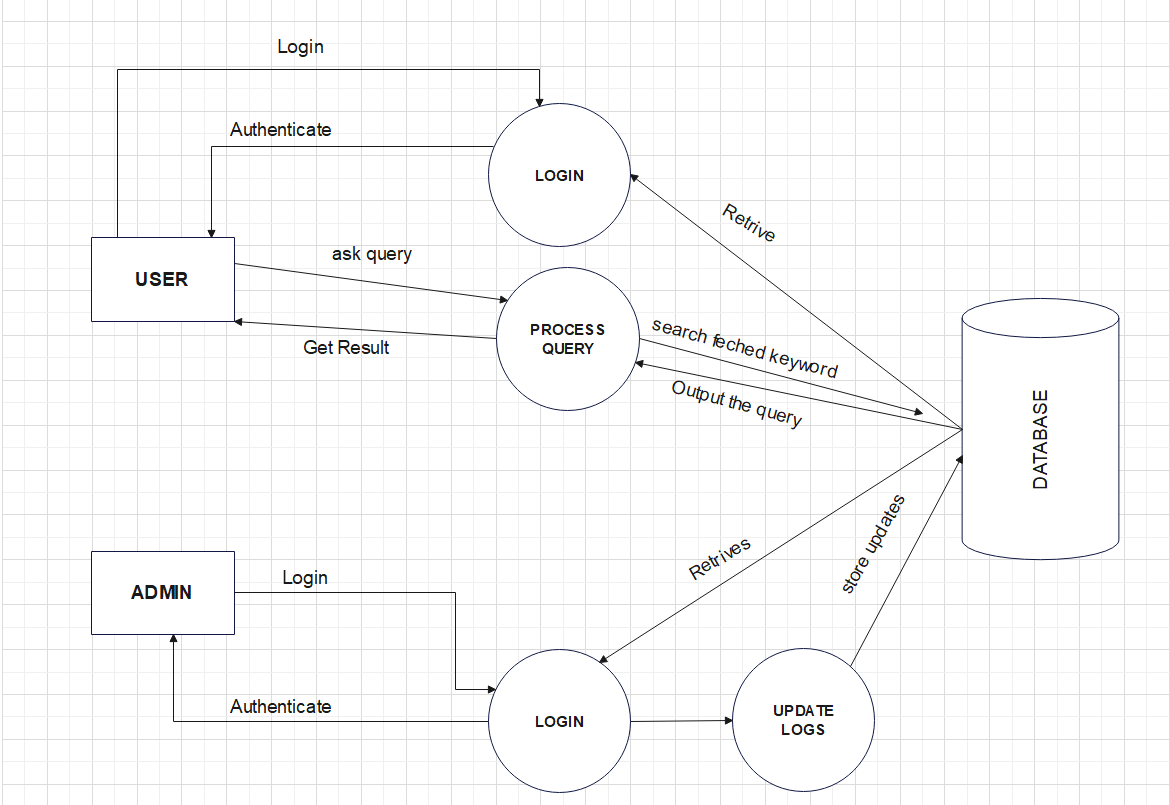 Login
Authenticate
LOGIN
Retrive
USER
ask query
Get Result
PROCESS
QUERY
search feched keyword
Output the query
DATABASE
Retrives
store updates
ADMIN
Login
Authenticate
LOGIN
UPDATE
LOGS